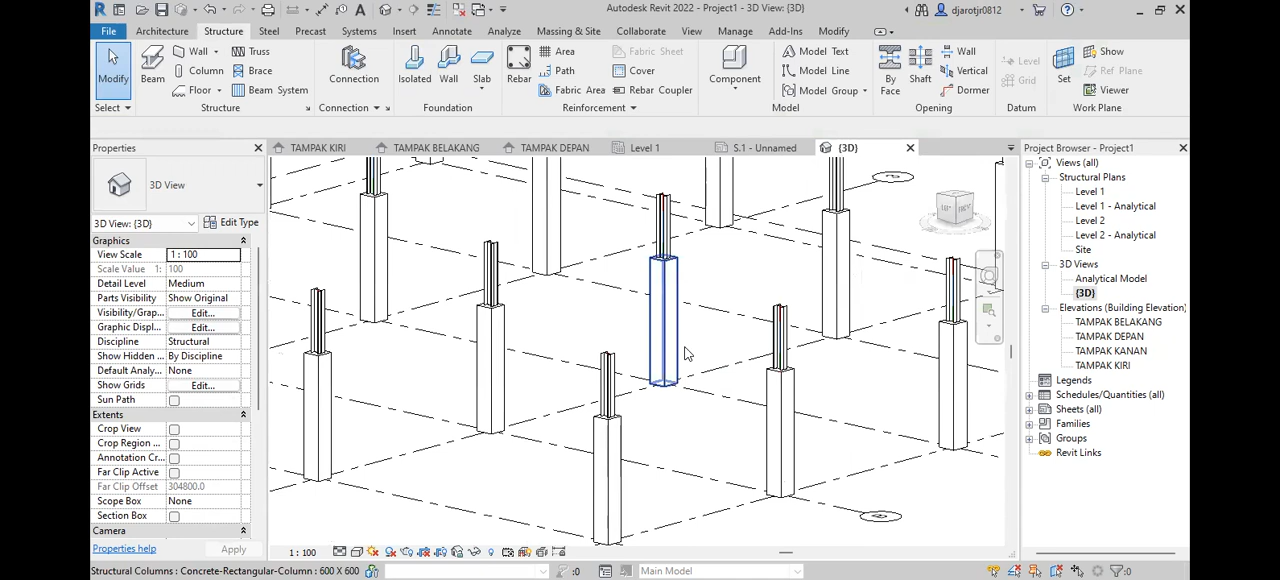 Autodesk Revit 2022 - Project1 - 3D View: {3D}
djarotjr0812
File Architecture Structure Steel Precast Systems Insert Annotate Analyze Massing & Site Collaborate View Manage Add-Ins Modify
Modify
Select
Beam
Wall
Column
Floor
Truss
Brace
Beam System
Structure
Connection
Connection
Isolated
Wall
Slab
Foundation
Rebar
Area
Path
Fabric Area
Fabric Sheet
Cover
Rebar Coupler
Reinforcement
Component
Model Text
Model Line
Model Group
Model
By Face
Shaft
Wall
Vertical
Dormer
Opening
Level
Grid
Datum
Set
Show
Ref Plane
Viewer
Work Plane
Properties
3D View
3D View: {3D}
Edit Type
Graphics
View Scale 1 : 100
Scale Value 1: 100
Detail Level Medium
Parts Visibility Show Original
Visibility/Grap... Edit...
Graphic Displ... Edit...
Discipline Structural
Show Hidden ... By Discipline
Default Analy... None
Show Grids Edit...
Sun Path
Extents
Crop View
Crop Region ...
Annotation Cr...
Far Clip Active
Far Clip Offset 304800.0
Scope Box None
Section Box
Camera
Properties help
Apply
TAMPAK KIRI
TAMPAK BELAKANG
TAMPAK DEPAN
Level 1
S.1 - Unnamed
{3D}
1 : 100
Project Browser - Project1
Views (all)
Structural Plans
Level 1
Level 1 - Analytical
Level 2
Level 2 - Analytical
Site
3D Views
Analytical Model
{3D}
Elevations (Building Elevation)
TAMPAK BELAKANG
TAMPAK DEPAN
TAMPAK KANAN
TAMPAK KIRI
Legends
Schedules/Quantities (all)
Sheets (all)
Families
Groups
Revit Links
Structural Columns : Concrete-Rectangular-Column : 600 X 600
:0
Main Model
:0